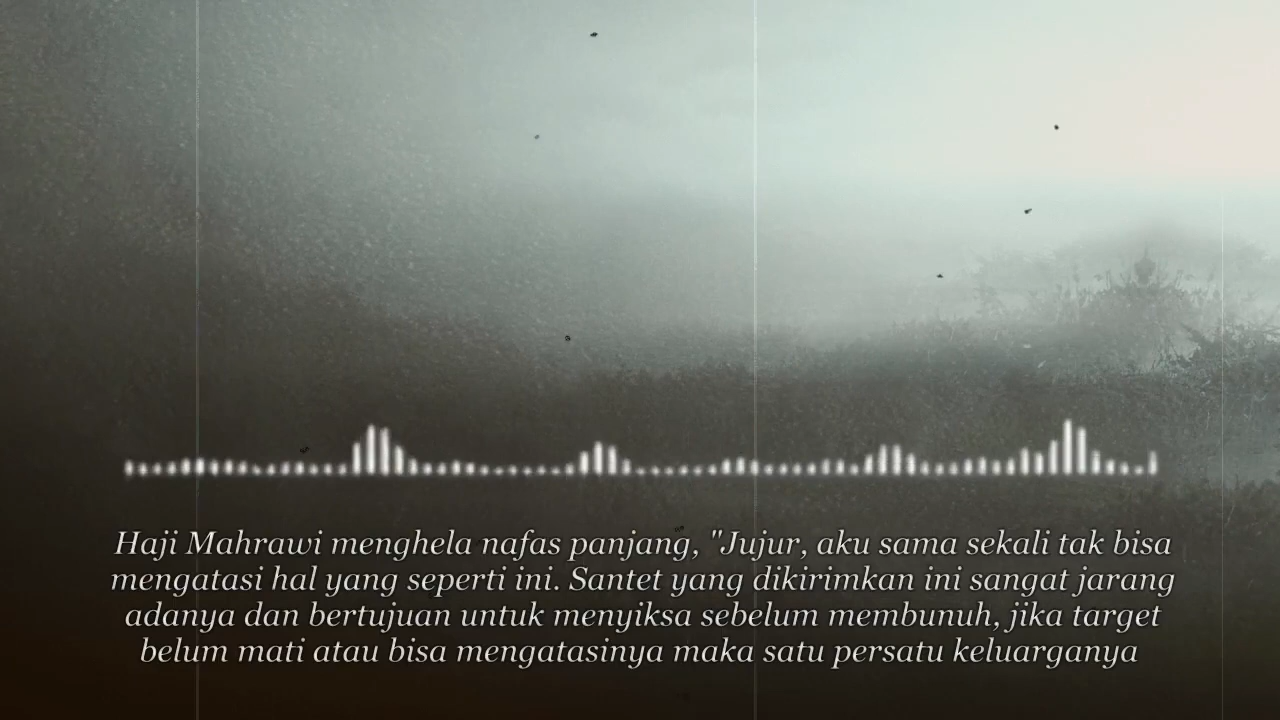 Haji Mahrawi menghela nafas panjang, "Jujur, aku sama sekali tak bisa
mengatasi hal yang seperti ini. Santet yang dikirimkan ini sangat jarang
adanya dan bertujuan untuk menyiksa sebelum membunuh, jika target
belum mati atau bisa mengatasinya maka satu persatu keluarganya